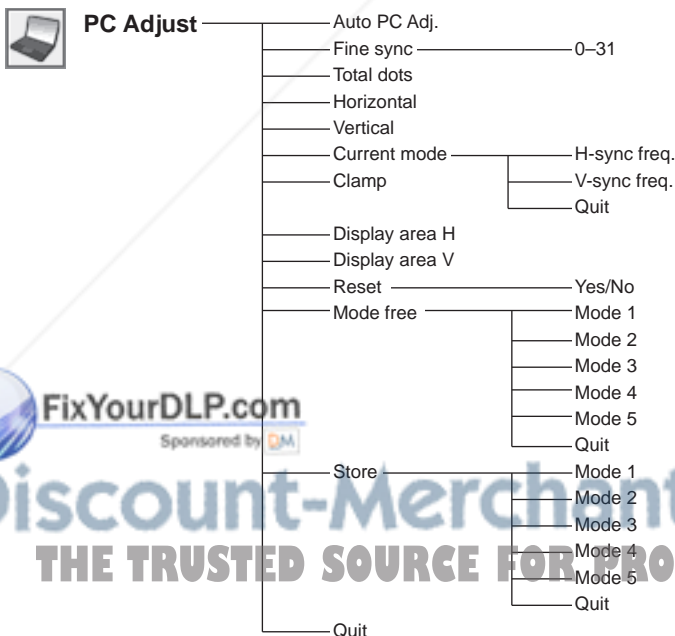 PC Adjust
Auto PC Adj.
Fine sync 0–31
Total dots
Horizontal
Vertical
Current mode H-sync freq.
Clamp V-sync freq.
Quit
Display area H
Display area V
Reset Yes/No
Mode free Mode 1
Mode 2
Mode 3
Mode 4
Mode 5
Quit
FixYourDLP.com
Sponsored by DM
Store Mode 1
Mode 2
Mode 3
Mode 4
Mode 5
Quit
iscount-Merchant
THE TRUSTED SOURCE FOR PRO
Quit